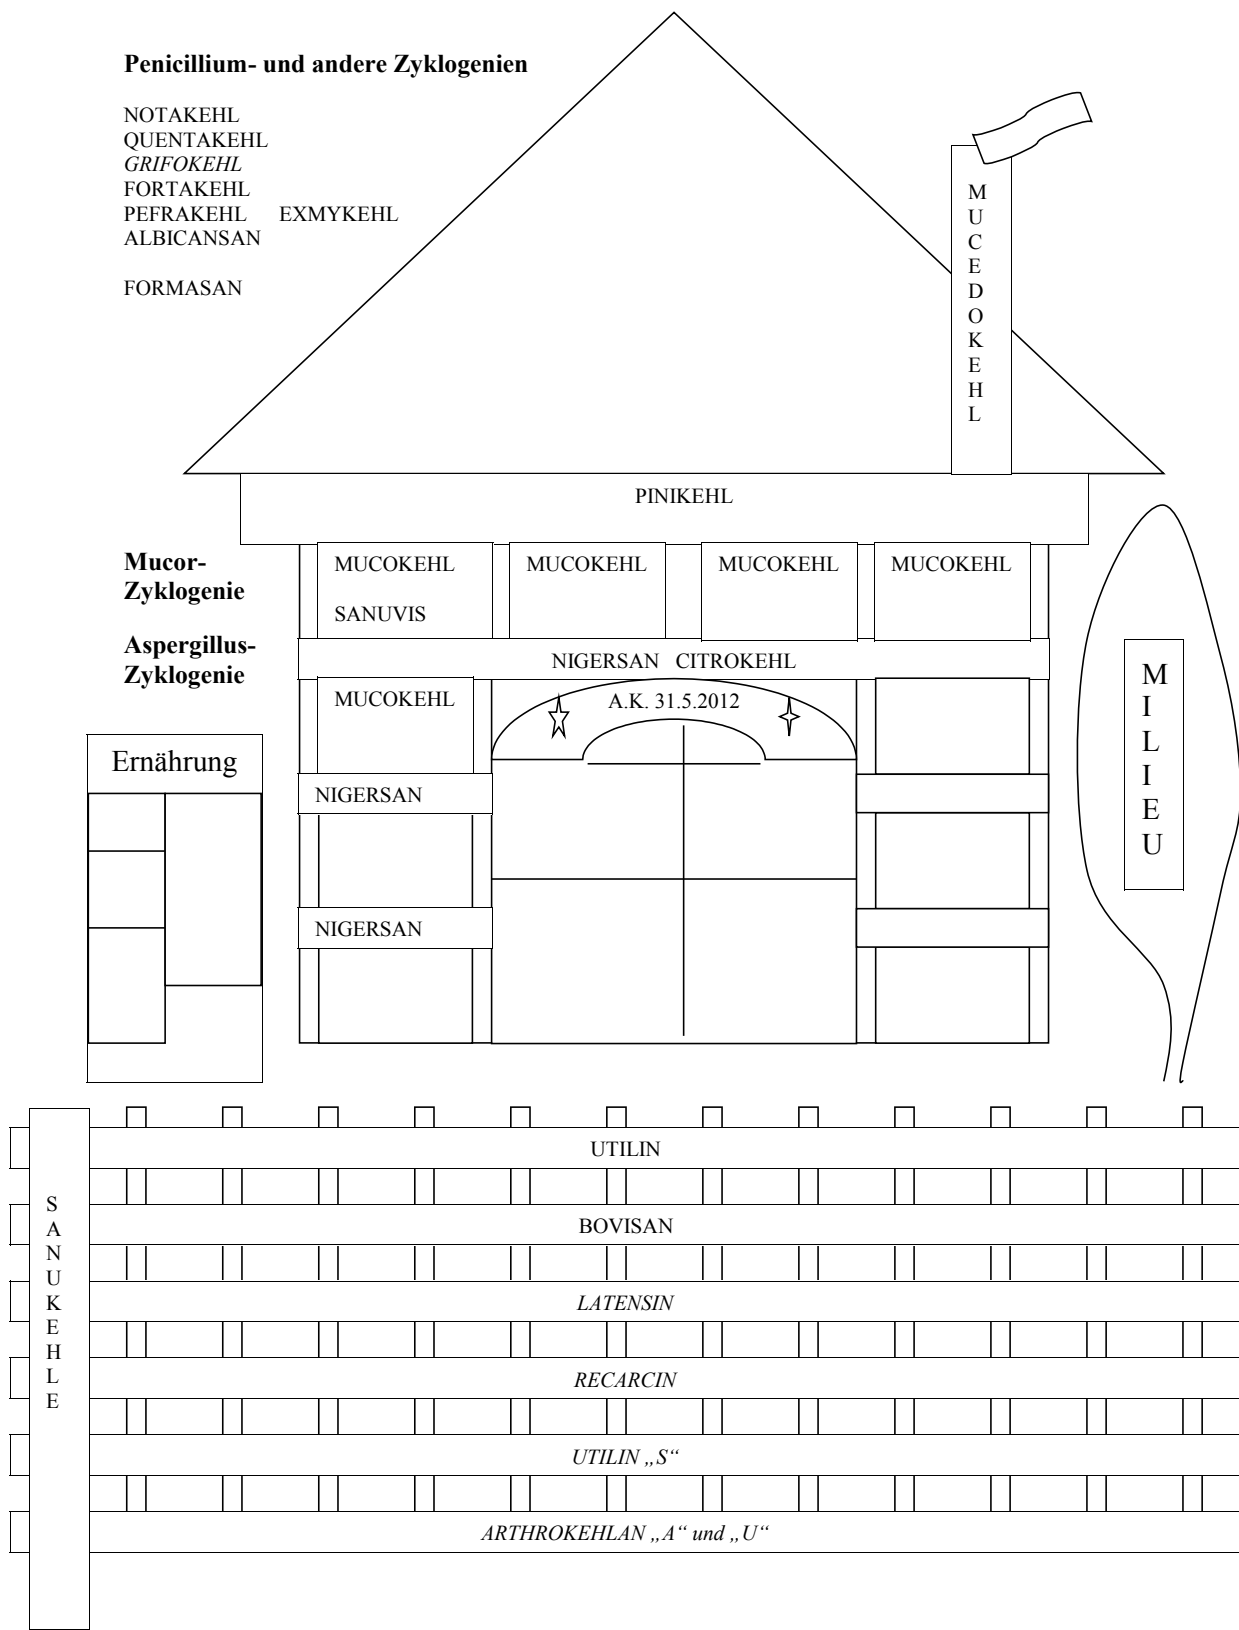 Penicillium- und andere Zyklogenien
NOTAKEHL
QUENTAKEHL
GRIFOKEHL
FORTAKEHL
PEFRAKEHL EXMYKEHL
ALBICANSAN
FORMASAN
MUCEDOKEHL
PINIKEHL
Mucor-
Zyklogenie
MUCOKEHL MUCOKEHL MUCOKEHL MUCOKEHL
SANUVIS
Aspergillus-
Zyklogenie
NIGERSAN CITROKEHL
MUCOKEHL
A.K. 31.5.2012
Ernährung
NIGERSAN
NIGERSAN
MILIEU
SANUKEHLE
UTILIN
BOVISAN
LATENSIN
RECARCIN
UTILIN „S“
ARTHROKEHLAN „A“ und „U“